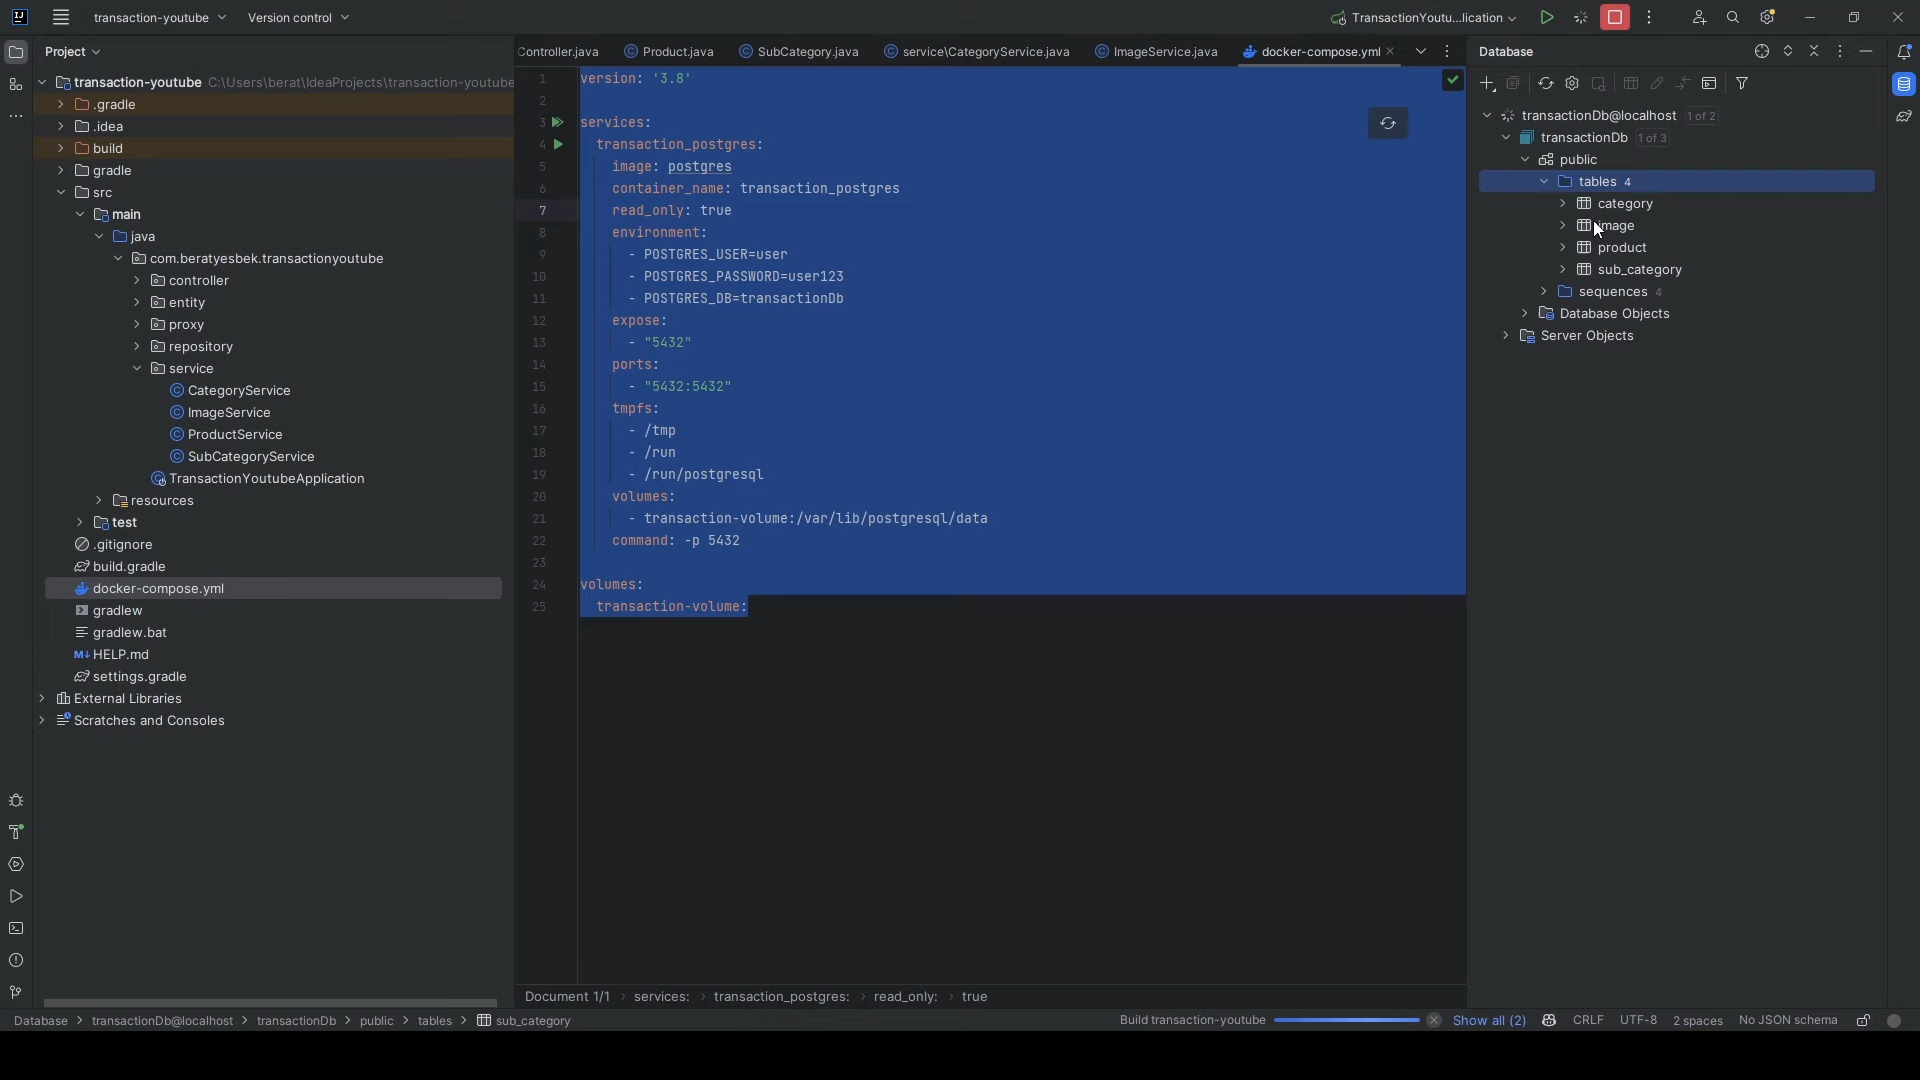 transaction-youtube
Version control
TransactionYoutu...lication
Project
transaction-youtube C:\Users\berat\IdeaProjects\transaction-youtube
.gradle
.idea
build
gradle
src
main
java
com.beratyesbek.transactionyoutube
controller
entity
proxy
repository
service
CategoryService
ImageService
ProductService
SubCategoryService
TransactionYoutubeApplication
resources
test
.gitignore
build.gradle
docker-compose.yml
gradlew
gradlew.bat
HELP.md
settings.gradle
External Libraries
Scratches and Consoles
Controller.java
Product.java
SubCategory.java
service\CategoryService.java
ImageService.java
docker-compose.yml
1 version: '3.8'
2
3 services:
4 transaction_postgres:
5 image: postgres
6 container_name: transaction_postgres
7 read_only: true
8 environment:
9 - POSTGRES_USER=user
10 - POSTGRES_PASSWORD=user123
11 - POSTGRES_DB=transactionDb
12 expose:
13 - "5432"
14 ports:
15 - "5432:5432"
16 tmpfs:
17 - /tmp
18 - /run
19 - /run/postgresql
20 volumes:
21 - transaction-volume:/var/lib/postgresql/data
22 command: -p 5432
23
24 volumes:
25 transaction-volume:
Document 1/1 › services: › transaction_postgres: › read_only: › true
Database
transactionDb@localhost 1 of 2
transactionDb 1 of 3
public
tables 4
category
image
product
sub_category
sequences 4
Database Objects
Server Objects
Database > transactionDb@localhost > transactionDb > public > tables > sub_category
Build transaction-youtube
Show all (2)
CRLF
UTF-8
2 spaces
No JSON schema